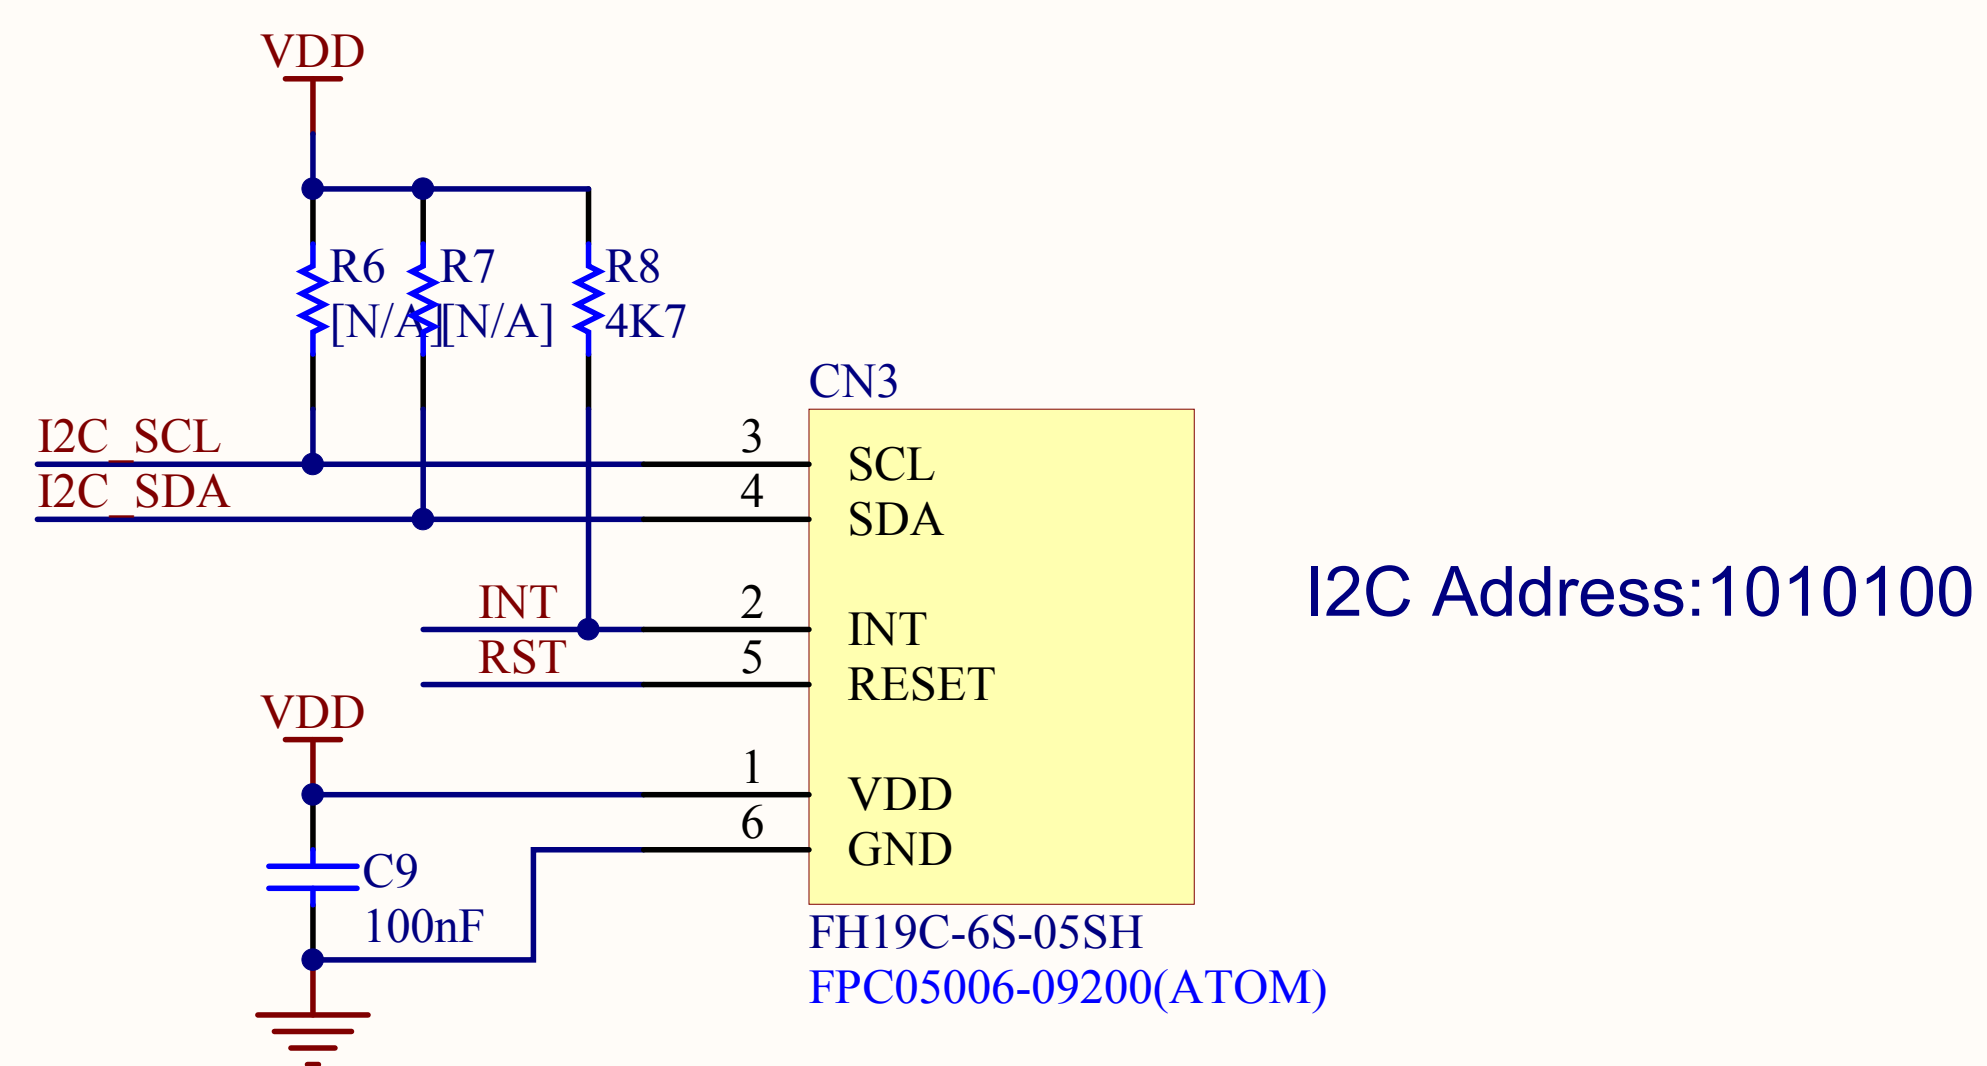 VDD
R6 R7 R8
[N/A] [N/A] 4K7
CN3
I2C_SCL 3 SCL
I2C_SDA 4 SDA
I2C Address:1010100
INT 2 INT
RST 5 RESET
VDD
1 VDD
6 GND
C9
100nF
FH19C-6S-05SH
FPC05006-09200(ATOM)